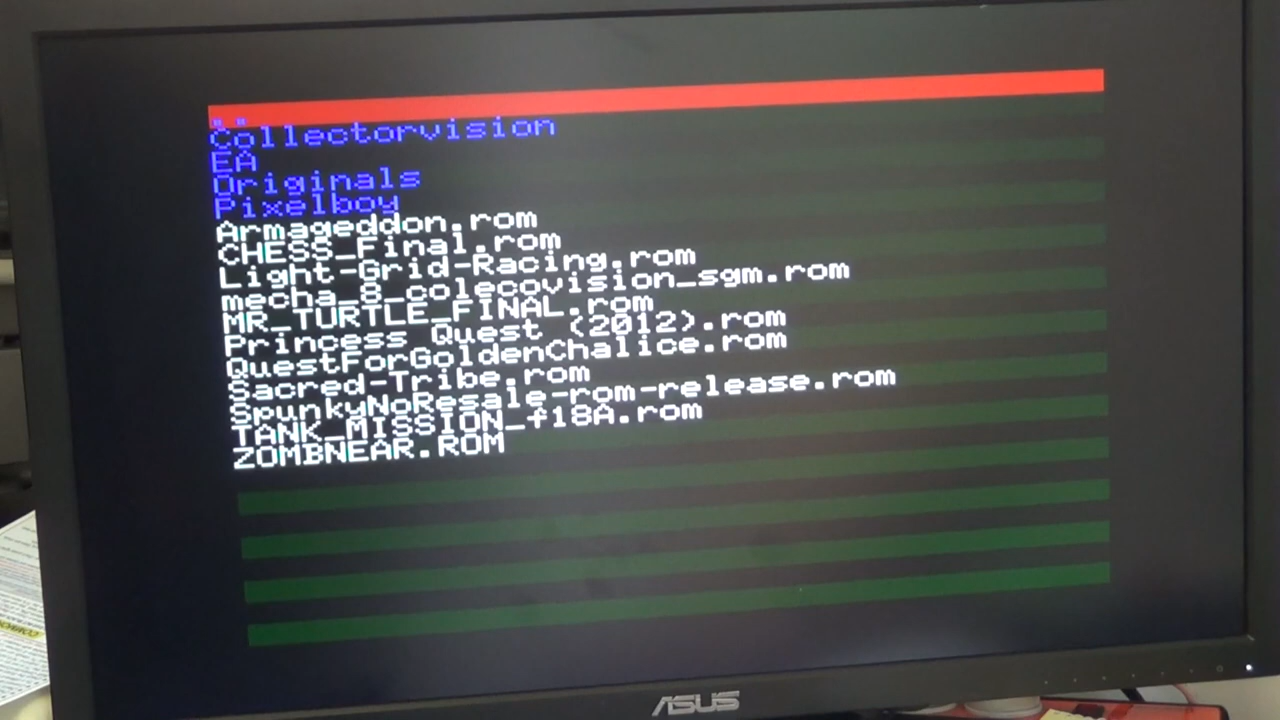 ..
Collectorvision
EA
Originals
Pixelboy
Armageddon.rom
CHESS_Final.rom
Light-Grid-Racing.rom
mecha_8_colecovision_sgm.rom
MR_TURTLE_FINAL.rom
Princess Quest (2012).rom
QuestForGoldenChalice.rom
Sacred-Tribe.rom
SpunkyNoResale-rom-release.rom
TANK_MISSION_f18A.rom
ZOMBNEAR.ROM
ASUS